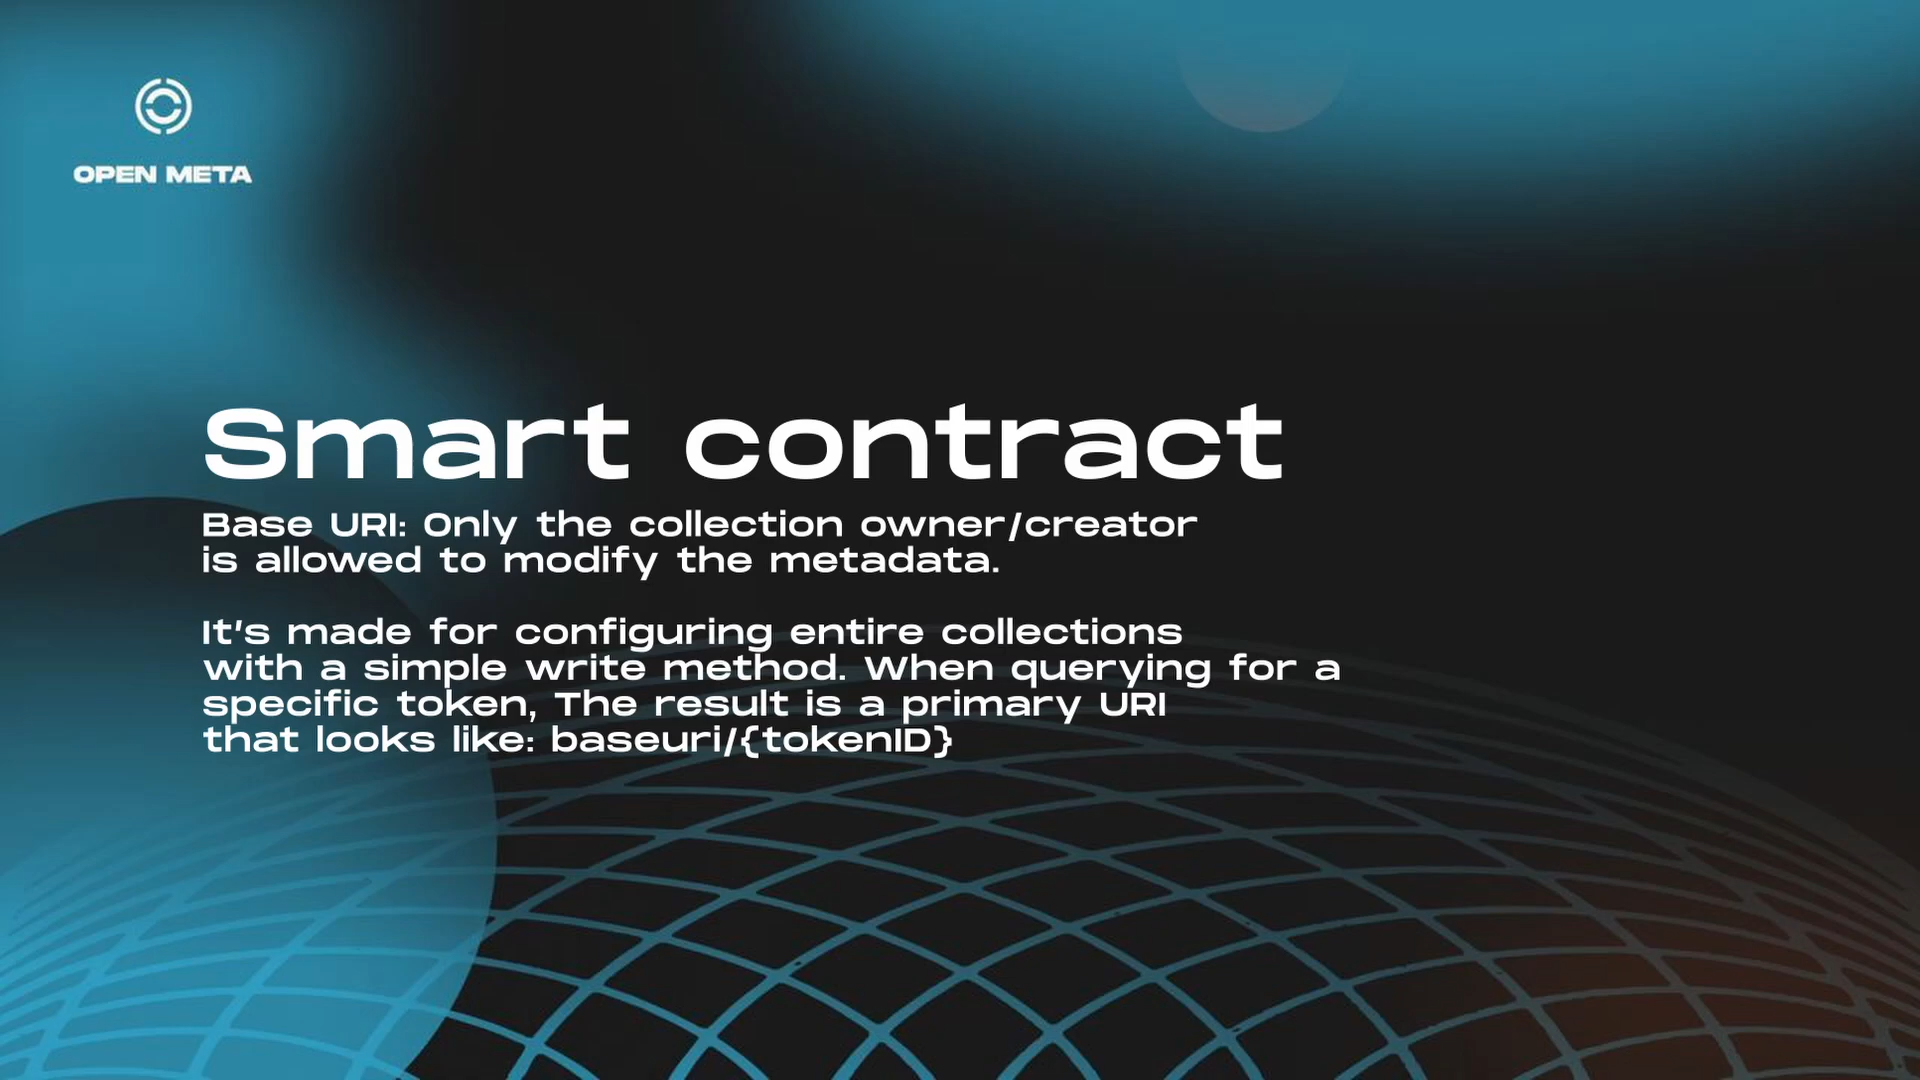 OPEN META
Smart contract
Base URI: Only the collection owner/creator
is allowed to modify the metadata.
It's made for configuring entire collections
with a simple write method. When querying for a
specific token, The result is a primary URI
that looks like: baseuri/{tokenID}